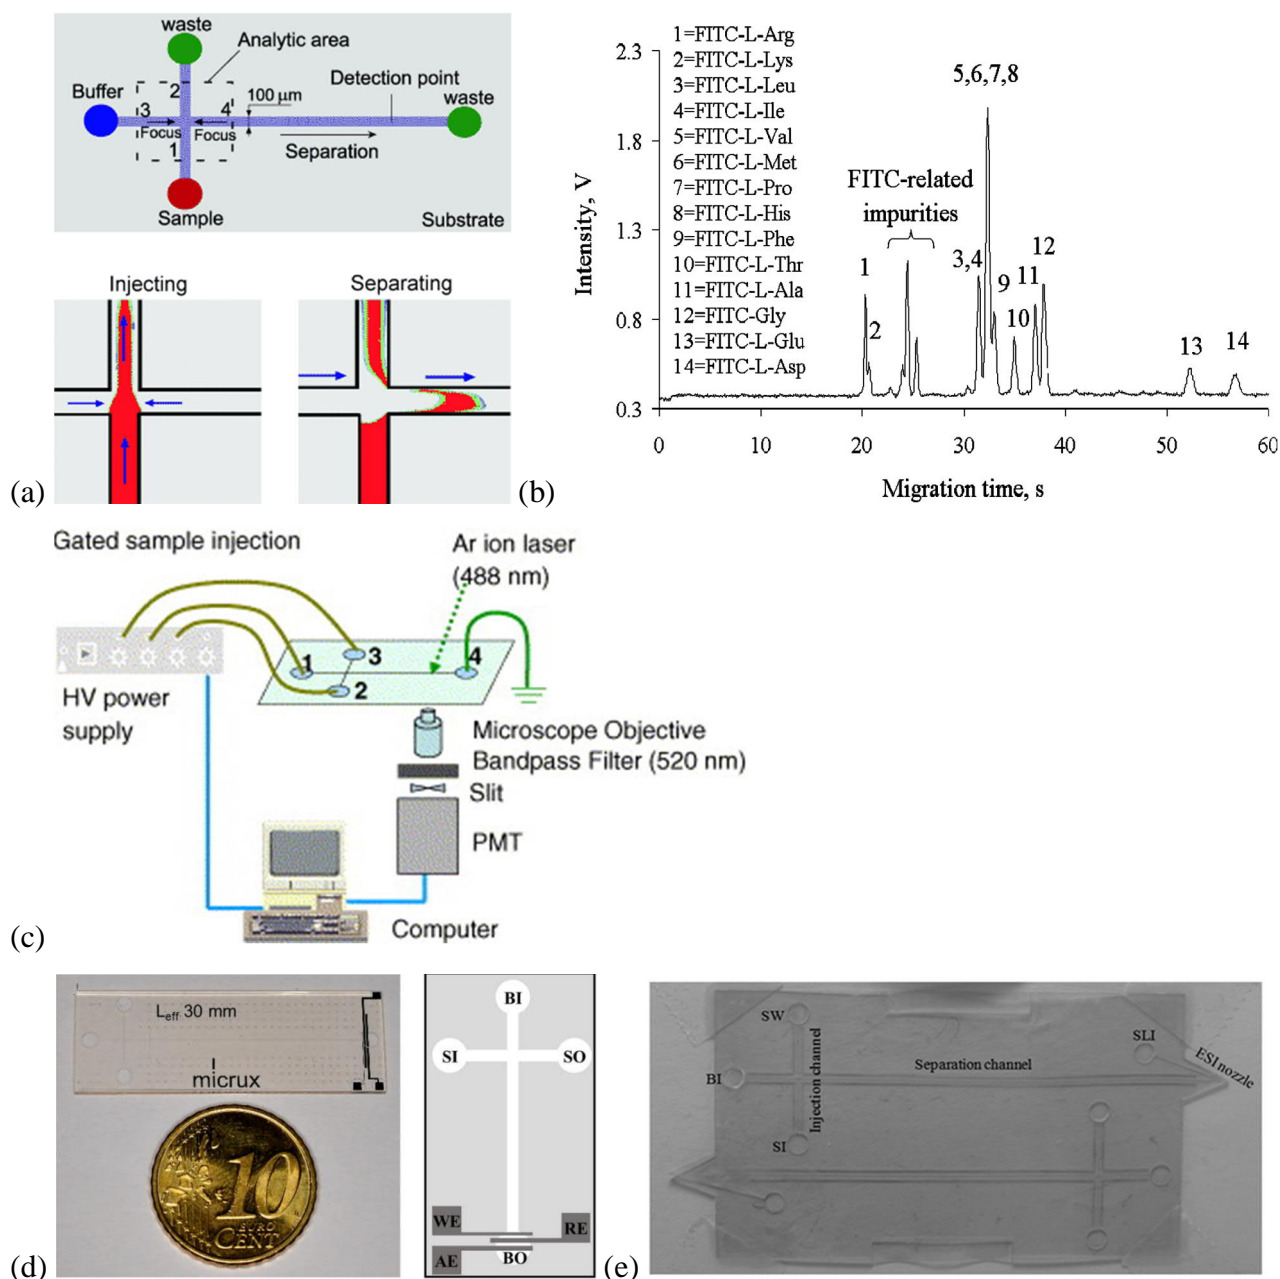 waste
Analytic area
Buffer
2
3
4
Focus
Focus
1
100 µm
Detection point
waste
Separation
Sample
Substrate
Injecting
Separating
(a)
1=FITC-L-Arg
2=FITC-L-Lys
3=FITC-L-Leu
4=FITC-L-Ile
5=FITC-L-Val
6=FITC-L-Met
7=FITC-L-Pro
8=FITC-L-His
9=FITC-L-Phe
10=FITC-L-Thr
11=FITC-L-Ala
12=FITC-Gly
13=FITC-L-Glu
14=FITC-L-Asp
5,6,7,8
FITC-related
impurities
1
2
3,4
9
10
11
12
13
14
2.3
1.8
1.3
0.8
0.3
Intensity, V
0
10
20
30
40
50
60
Migration time, s
(b)
Gated sample injection
Ar ion laser
(488 nm)
1
3
4
2
HV power
supply
Microscope Objective
Bandpass Filter (520 nm)
Slit
PMT
Computer
(c)
Leff 30 mm
micrux
10
EURO
CENT
BI
SI
SO
WE
RE
AE
BO
(d)
SW
BI
Injection channel
SI
Separation channel
SLI
ESI nozzle
(e)